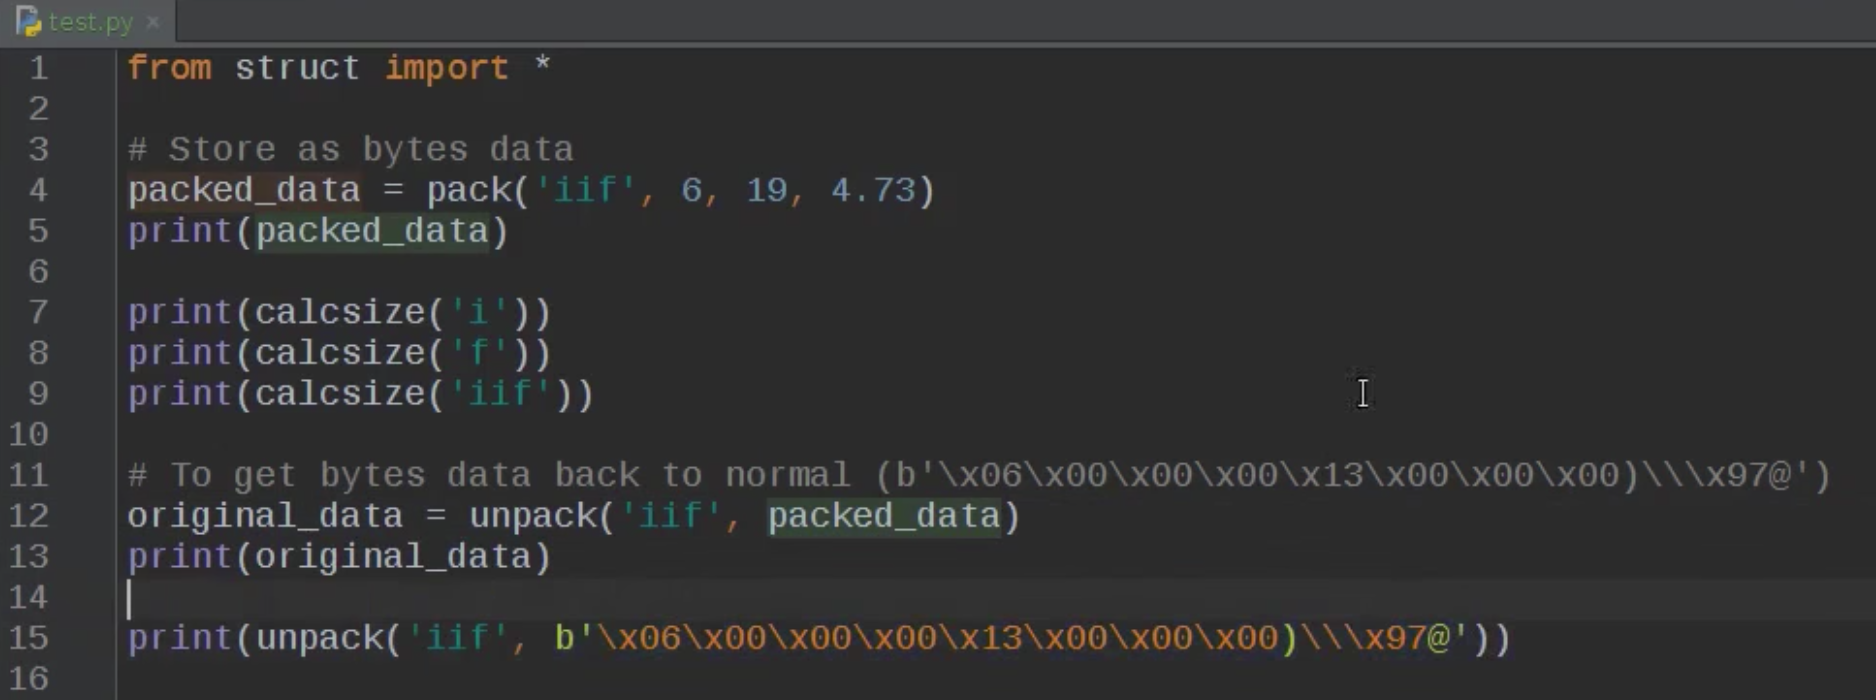 test.py ×
1 from struct import *
2
3 # Store as bytes data
4 packed_data = pack('iif', 6, 19, 4.73)
5 print(packed_data)
6
7 print(calcsize('i'))
8 print(calcsize('f'))
9 print(calcsize('iif'))
10
11 # To get bytes data back to normal (b'\x06\x00\x00\x00\x13\x00\x00\x00)\\\x97@')
12 original_data = unpack('iif', packed_data)
13 print(original_data)
14
15 print(unpack('iif', b'\x06\x00\x00\x00\x13\x00\x00\x00)\\\x97@'))
16